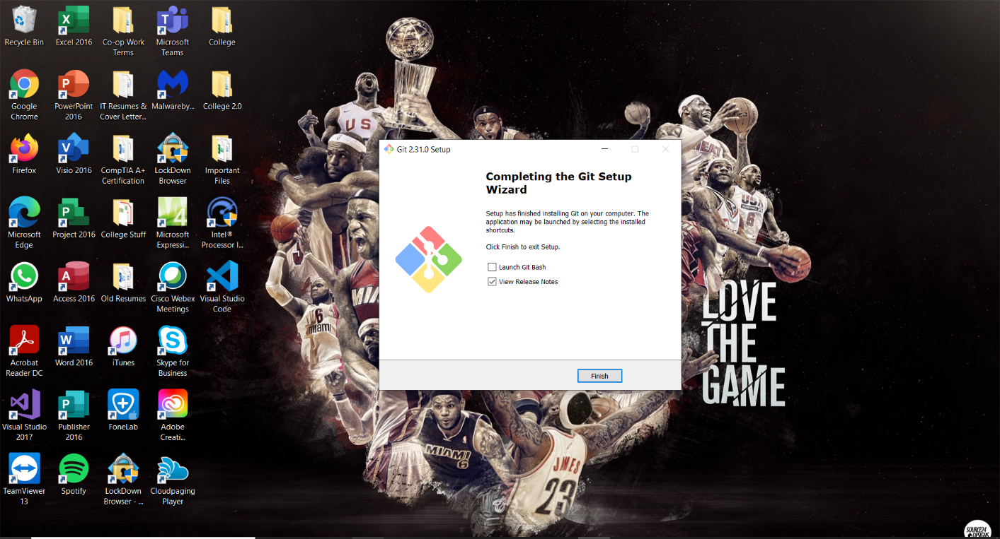 Recycle Bin
Excel 2016
Co-op Work
Terms
Microsoft
Teams
College
Google
Chrome
PowerPoint
2016
IT Resumes &
Cover Letter...
Malwareby...
College 2.0
Firefox
Visio 2016
CompTIA A+
Certification
LockDown
Browser
Important
Files
Microsoft
Edge
Project 2016
College Stuff
Microsoft
Expressi...
Intel®
Processor I...
WhatsApp
Access 2016
Old Resumes
Cisco Webex
Meetings
Visual Studio
Code
Acrobat
Reader DC
Word 2016
iTunes
Skype for
Business
Visual Studio
2017
Publisher
2016
FoneLab
Adobe
Creati...
TeamViewer
13
Spotify
LockDown
Browser - ...
Cloudpaging
Player
Git 2.31.0 Setup
Completing the Git Setup
Wizard
Setup has finished installing Git on your computer. The
application may be launched by selecting the installed
shortcuts.
Click Finish to exit Setup.
Launch Git Bash
View Release Notes
Finish
US
HEAT
USA
6
6
MIAMI
MIAMI
6
JAMES
23
LOVE
THE
GAME
SOURCE24
DESIGNS